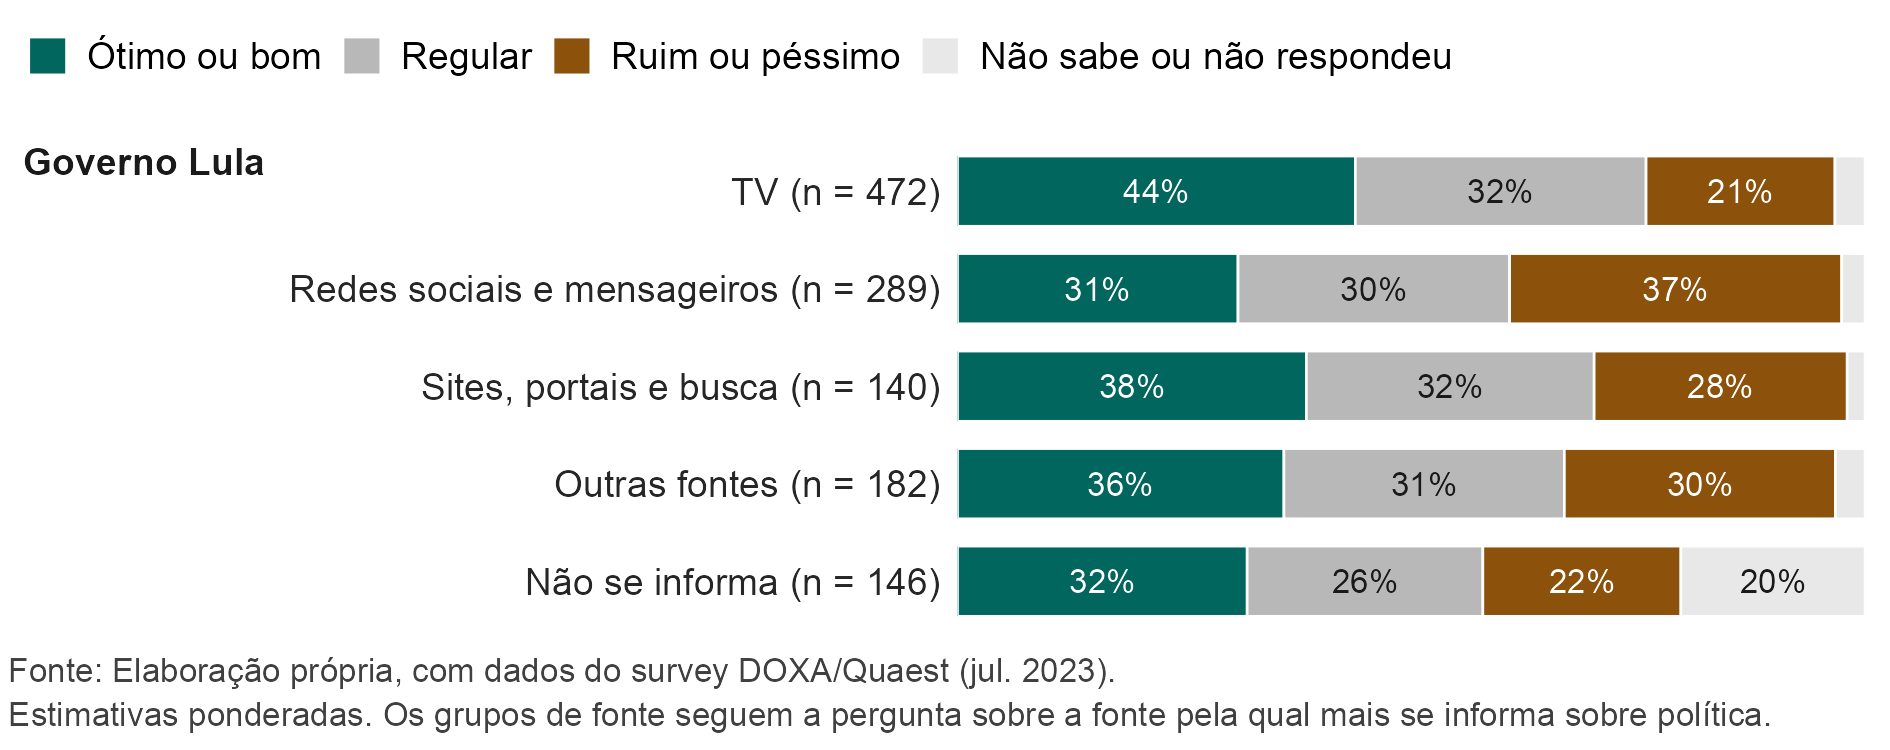 Ótimo ou bom Regular Ruim ou péssimo Não sabe ou não respondeu
Governo Lula
TV (n = 472) 44% 32% 21%
Redes sociais e mensageiros (n = 289) 31% 30% 37%
Sites, portais e busca (n = 140) 38% 32% 28%
Outras fontes (n = 182) 36% 31% 30%
Não se informa (n = 146) 32% 26% 22% 20%
Fonte: Elaboração própria, com dados do survey DOXA/Quaest (jul. 2023).
Estimativas ponderadas. Os grupos de fonte seguem a pergunta sobre a fonte pela qual mais se informa sobre política.